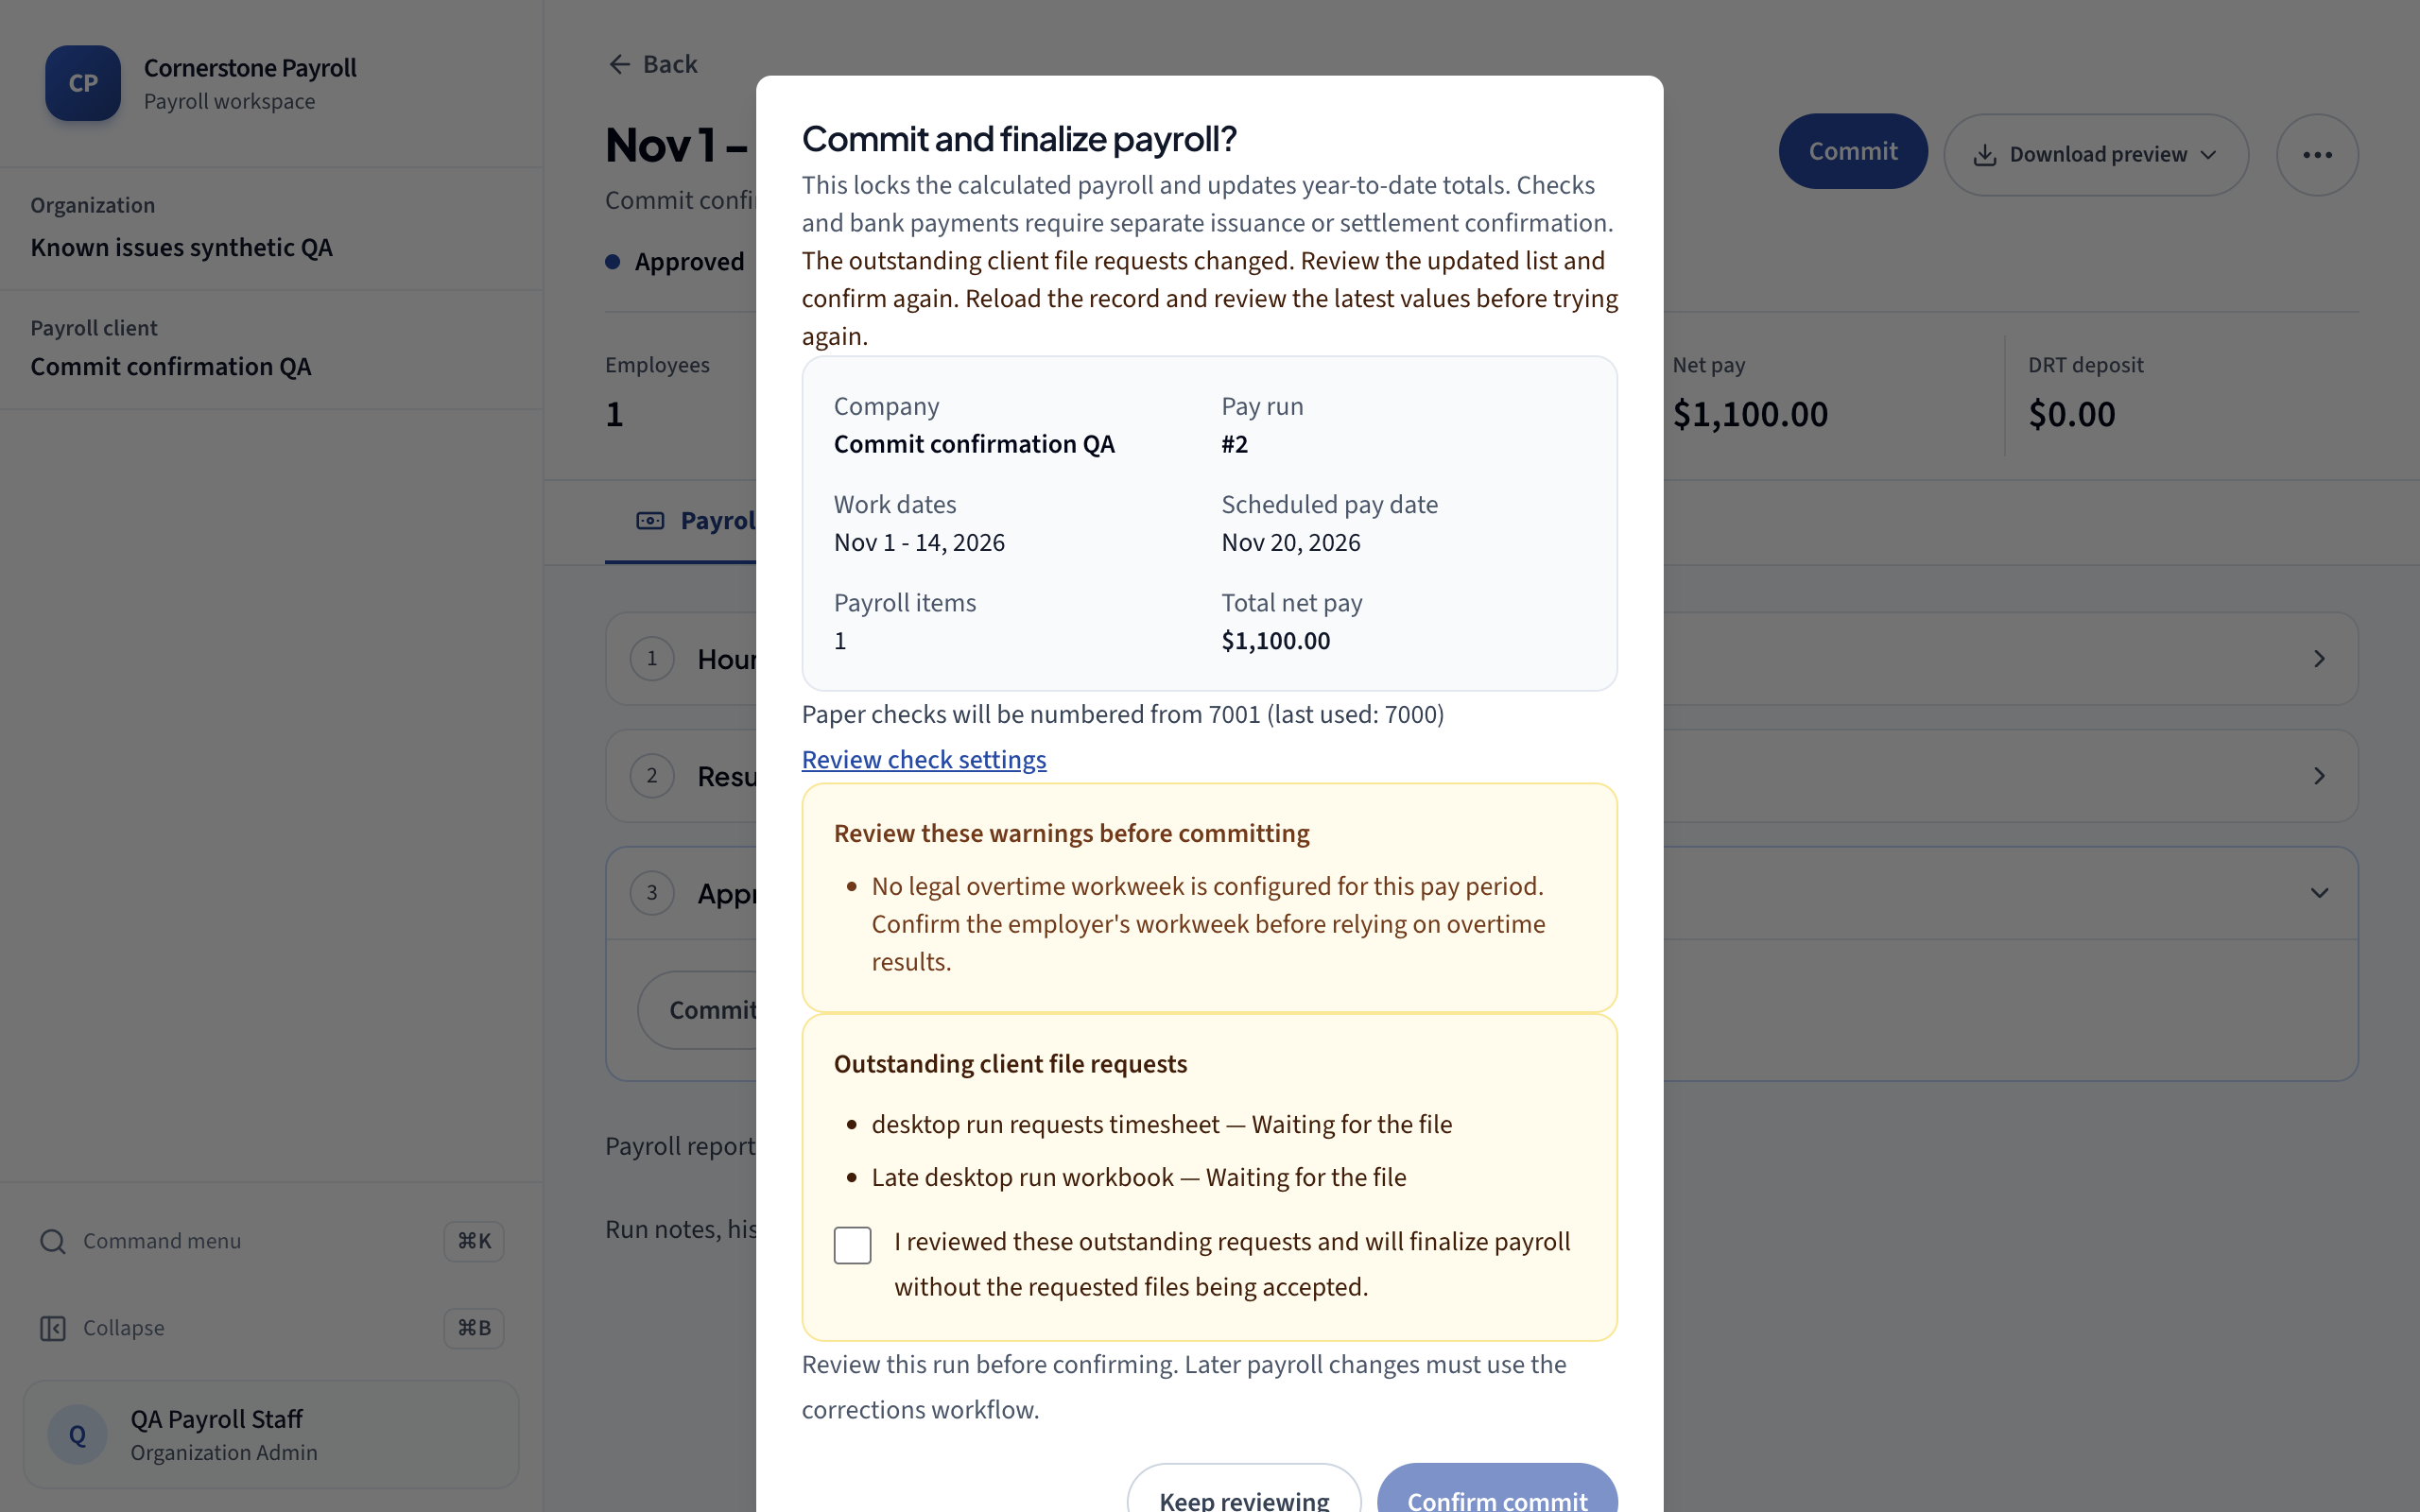 CP
Cornerstone Payroll
Payroll workspace
Organization
Known issues synthetic QA
Payroll client
Commit confirmation QA
Command menu
⌘K
Collapse
⌘B
Q
QA Payroll Staff
Organization Admin
Back
Nov 1 –
Commit confi
Approved
Commit
Download preview
Employees
1
Net pay
$1,100.00
DRT deposit
$0.00
Payrol
1
Hour
2
Resu
3
Appr
Commit
Payroll report
Run notes, his
Commit and finalize payroll?
This locks the calculated payroll and updates year-to-date totals. Checks
and bank payments require separate issuance or settlement confirmation.
The outstanding client file requests changed. Review the updated list and
confirm again. Reload the record and review the latest values before trying
again.
Company
Commit confirmation QA
Pay run
#2
Work dates
Nov 1 - 14, 2026
Scheduled pay date
Nov 20, 2026
Payroll items
1
Total net pay
$1,100.00
Paper checks will be numbered from 7001 (last used: 7000)
Review check settings
Review these warnings before committing
• No legal overtime workweek is configured for this pay period.
Confirm the employer's workweek before relying on overtime
results.
Outstanding client file requests
• desktop run requests timesheet — Waiting for the file
• Late desktop run workbook — Waiting for the file
I reviewed these outstanding requests and will finalize payroll
without the requested files being accepted.
Review this run before confirming. Later payroll changes must use the
corrections workflow.
Keep reviewing
Confirm commit